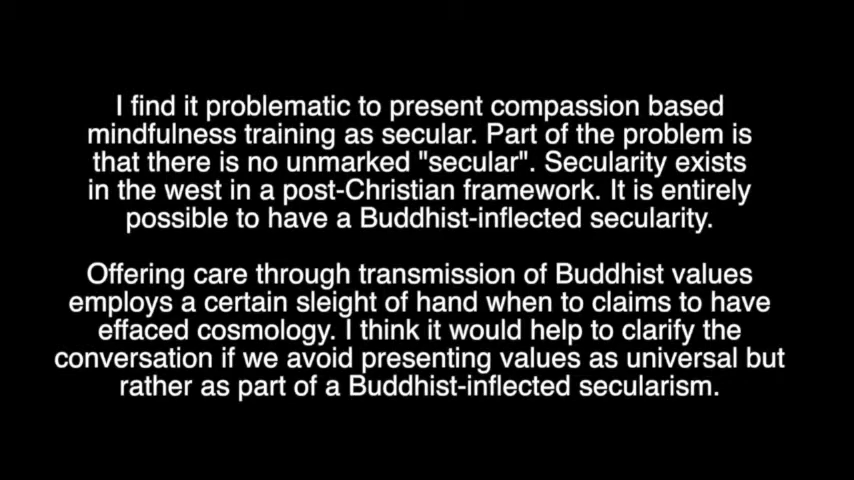 I find it problematic to present compassion based
mindfulness training as secular. Part of the problem is
that there is no unmarked "secular". Secularity exists
in the west in a post-Christian framework. It is entirely
possible to have a Buddhist-inflected secularity.
Offering care through transmission of Buddhist values
employs a certain sleight of hand when to claims to have
effaced cosmology. I think it would help to clarify the
conversation if we avoid presenting values as universal but
rather as part of a Buddhist-inflected secularism.